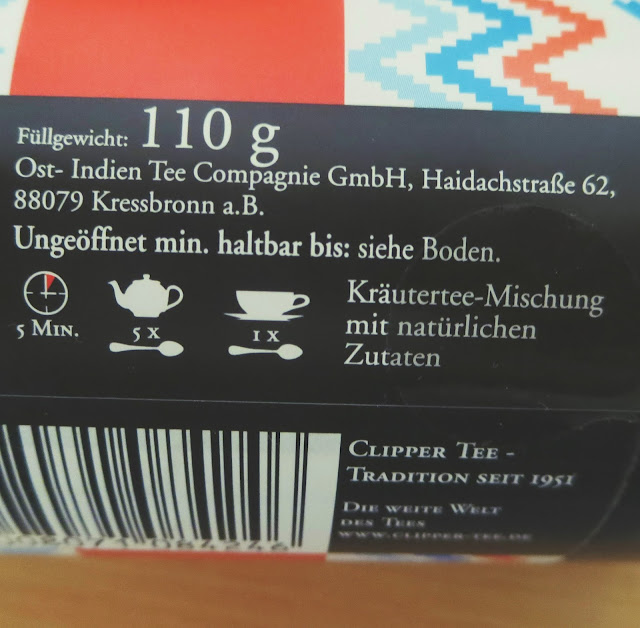 Füllgewicht: 110 g
Ost- Indien Tee Compagnie GmbH, Haidachstraße 62,
88079 Kressbronn a.B.
Ungeöffnet min. haltbar bis: siehe Boden.
5 MIN.
5 X
1 X
Kräutertee-Mischung
mit natürlichen
Zutaten
CLIPPER TEE -
TRADITION SEIT 1951
DIE WEITE WELT
DES TEES
WWW.CLIPPER-TEE.DE